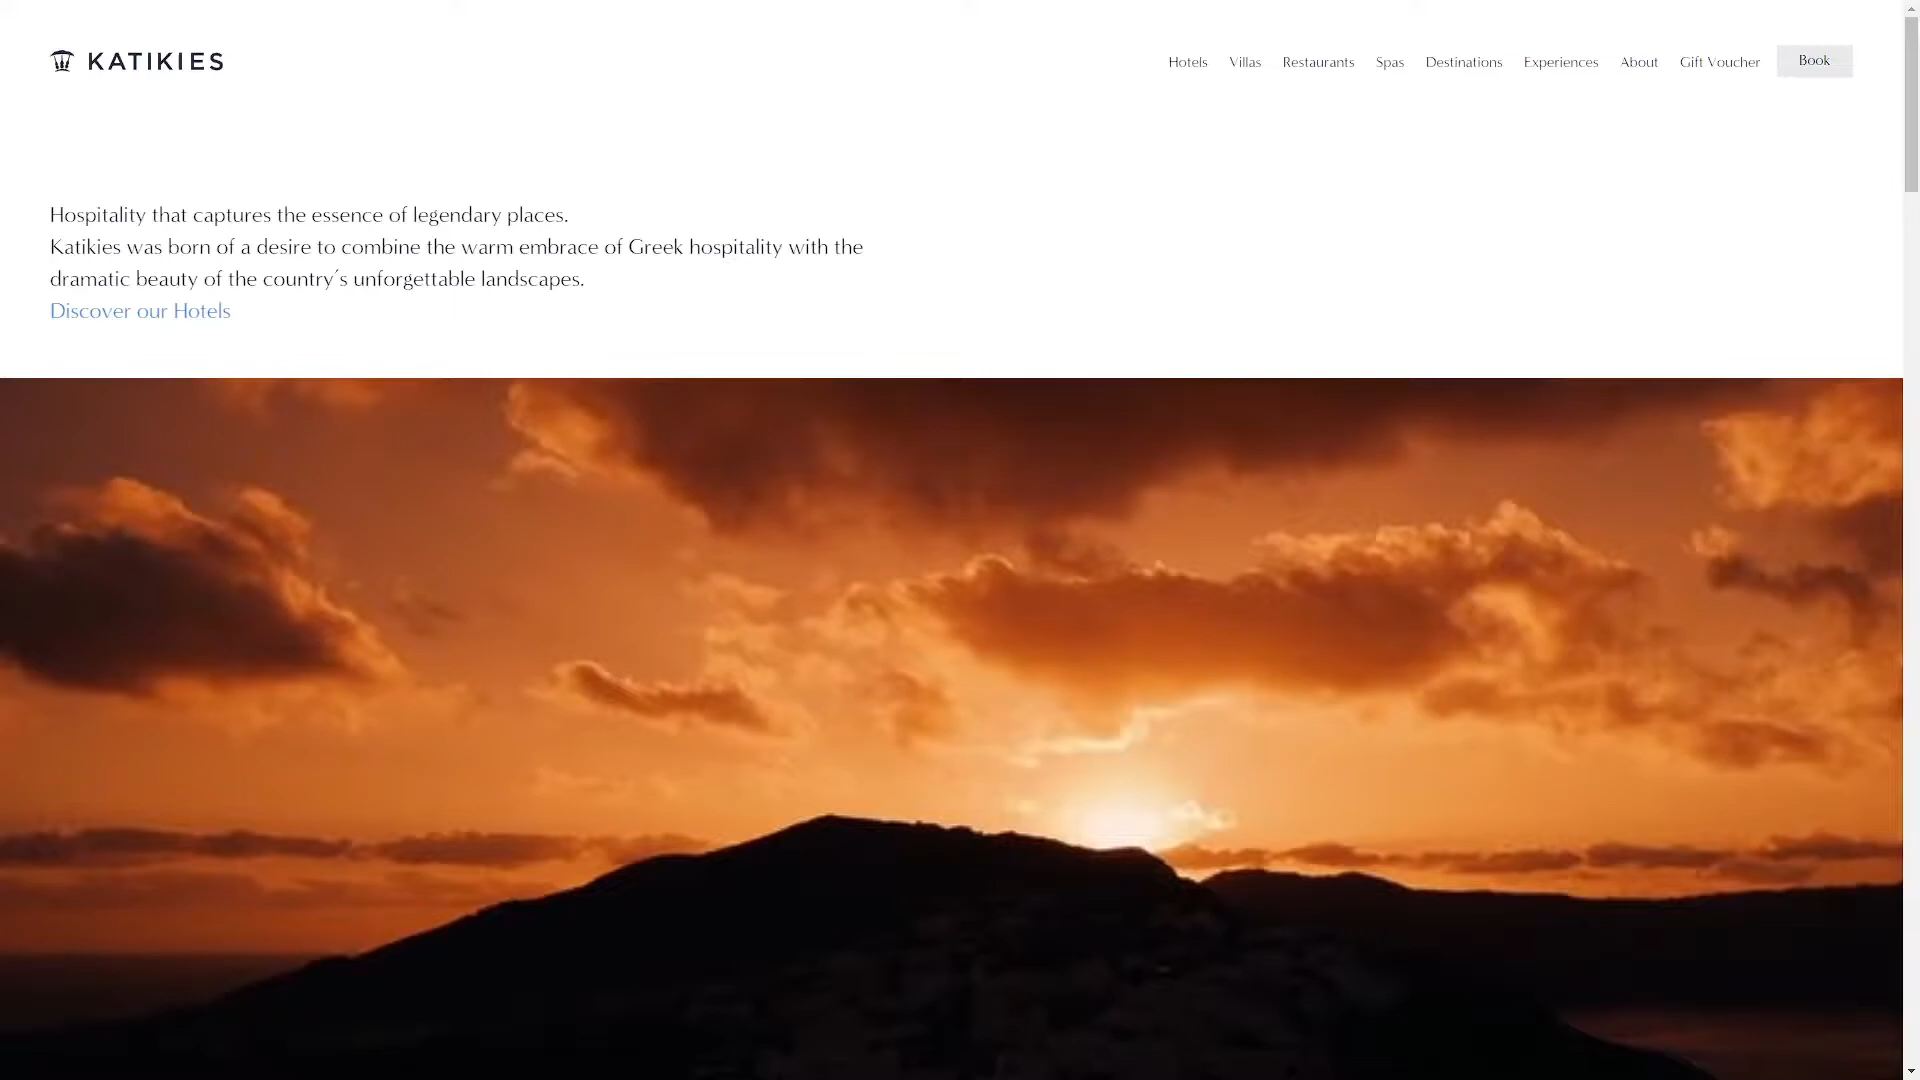 KATIKIES
Hotels Villas Restaurants Spas Destinations Experiences About Gift Voucher Book
Hospitality that captures the essence of legendary places.
Katikies was born of a desire to combine the warm embrace of Greek hospitality with the
dramatic beauty of the country´s unforgettable landscapes.
Discover our Hotels